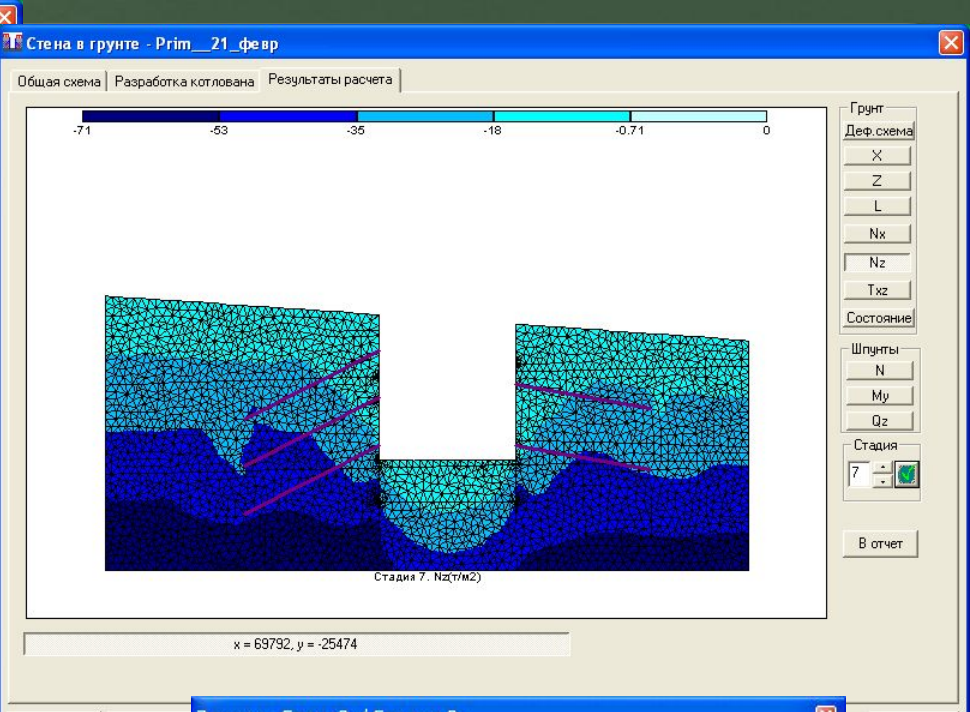 Стена в грунте - Prim__21_февр
Общая схема
Разработка котлована
Результаты расчета
-71 -53 -35 -18 -0.71 0
Стадия 7. Nz(т/м2)
x = 69792, y = -25474
Грунт
Деф.схема
X
Z
L
Nx
Nz
Txz
Состояние
Шпунты
N
My
Qz
Стадия
7
В отчет